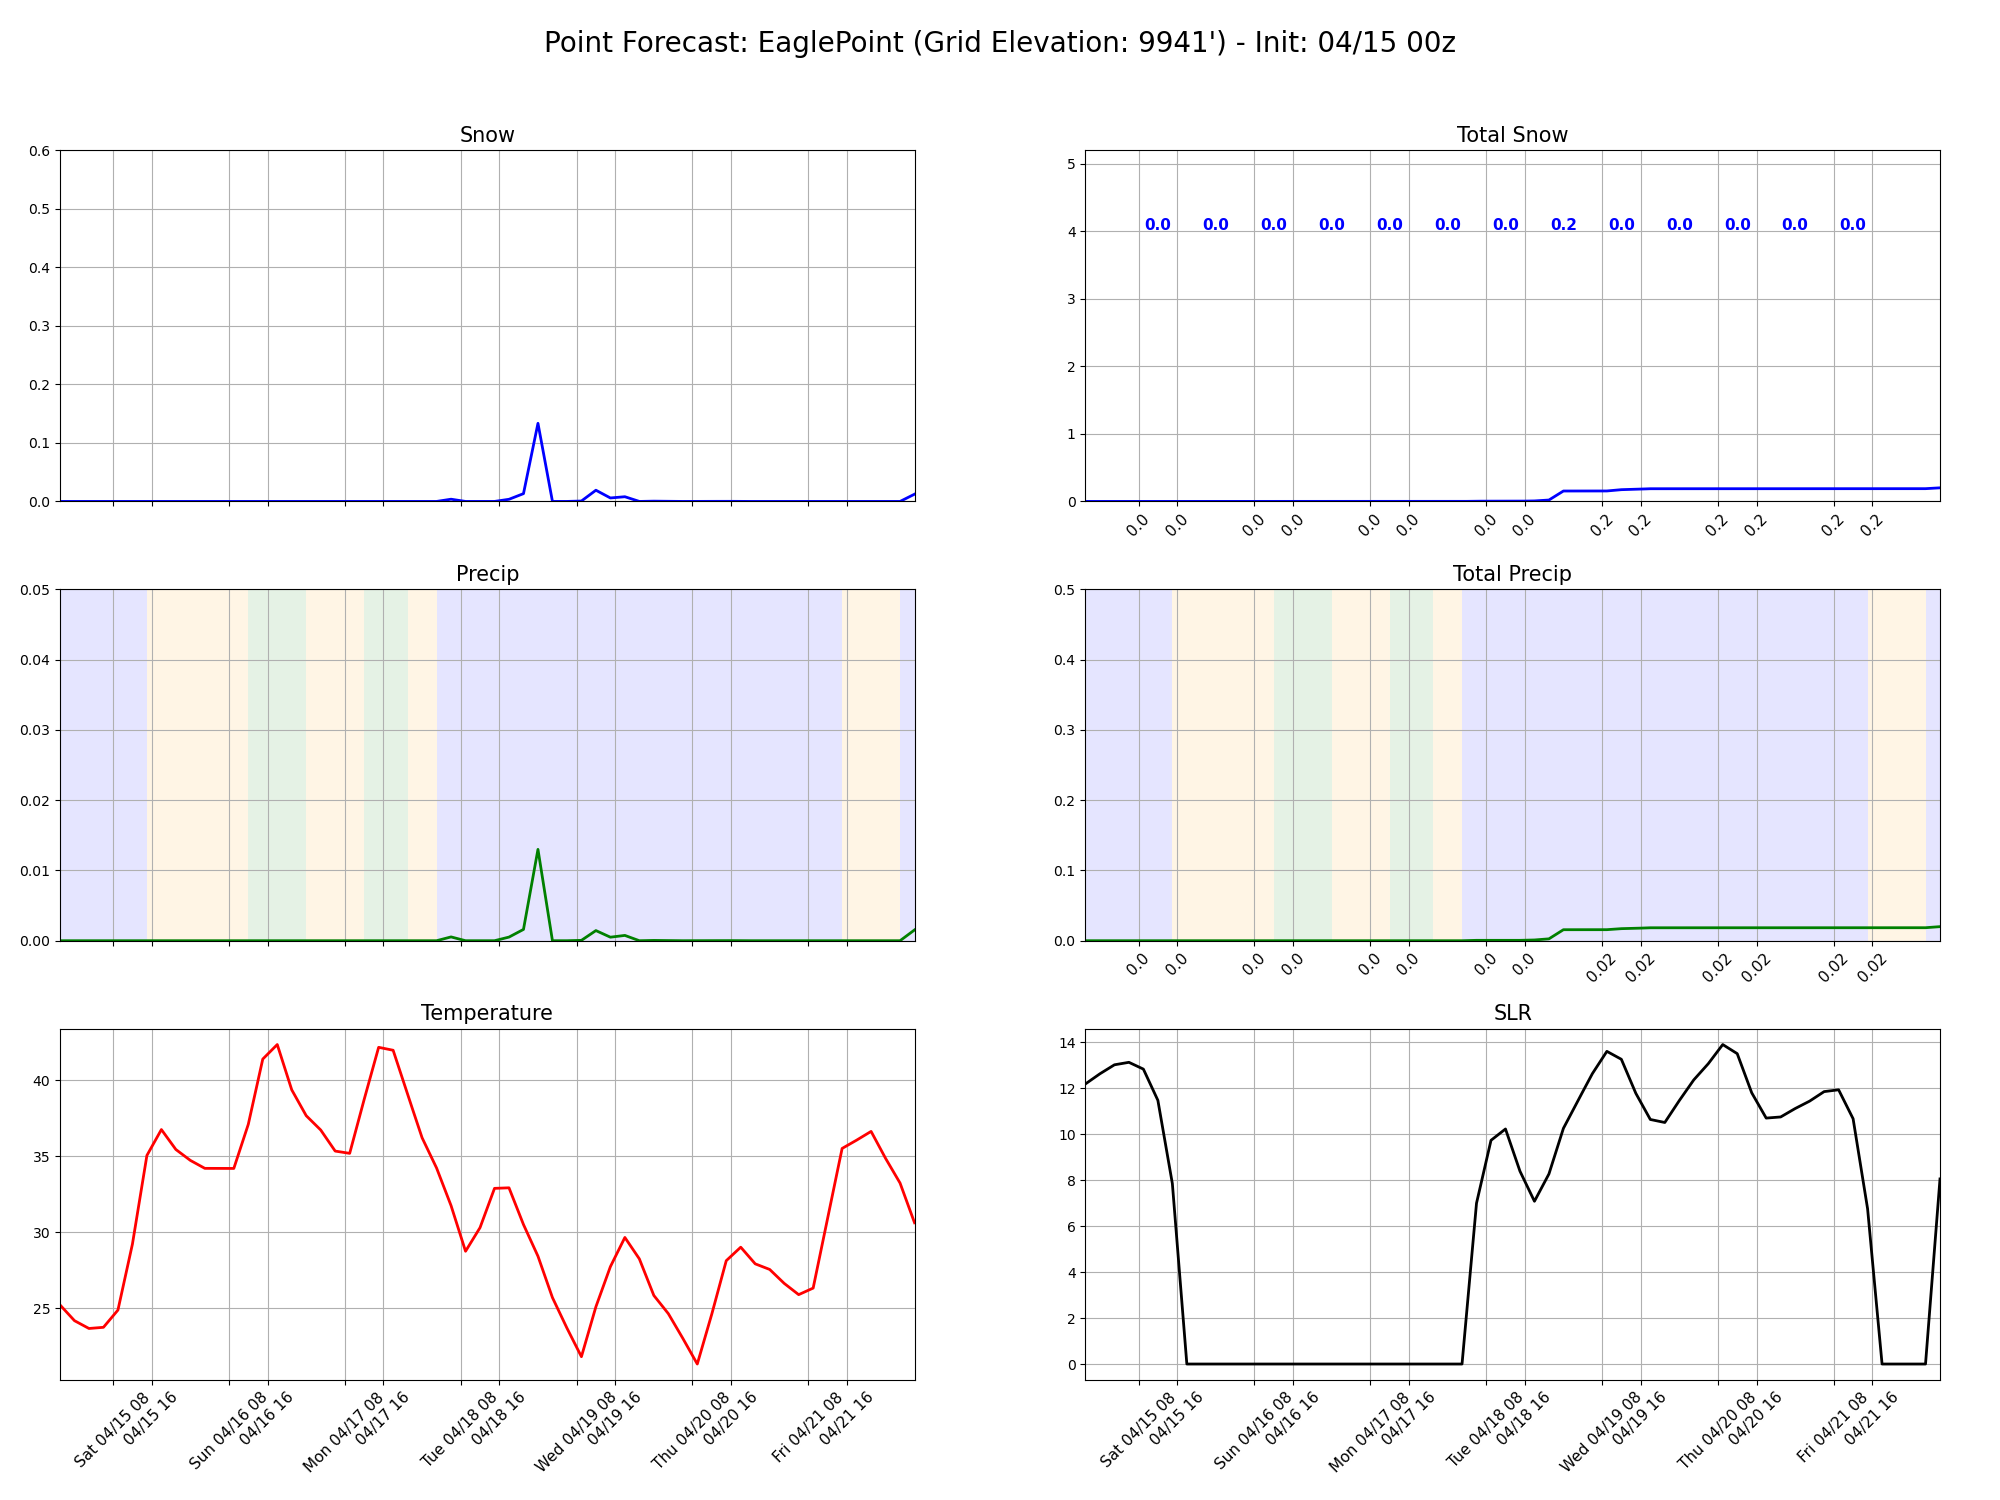 Point Forecast: EaglePoint (Grid Elevation: 9941') - Init: 04/15 00z
Snow
0.6
0.5
0.4
0.3
0.2
0.1
0.0
Total Snow
5
4
3
2
1
0
0.0 0.0 0.0 0.0 0.0 0.0 0.0 0.2 0.0 0.0 0.0 0.0 0.0
0.0 0.0 0.0 0.0 0.0 0.0 0.0 0.0 0.2 0.2 0.2 0.2 0.2 0.2
Precip
0.05
0.04
0.03
0.02
0.01
0.00
Total Precip
0.5
0.4
0.3
0.2
0.1
0.0
0.0 0.0 0.0 0.0 0.0 0.0 0.0 0.0 0.02 0.02 0.02 0.02 0.02 0.02
Temperature
40
35
30
25
Sat 04/15 08
04/15 16
Sun 04/16 08
04/16 16
Mon 04/17 08
04/17 16
Tue 04/18 08
04/18 16
Wed 04/19 08
04/19 16
Thu 04/20 08
04/20 16
Fri 04/21 08
04/21 16
SLR
14
12
10
8
6
4
2
0
Sat 04/15 08
04/15 16
Sun 04/16 08
04/16 16
Mon 04/17 08
04/17 16
Tue 04/18 08
04/18 16
Wed 04/19 08
04/19 16
Thu 04/20 08
04/20 16
Fri 04/21 08
04/21 16